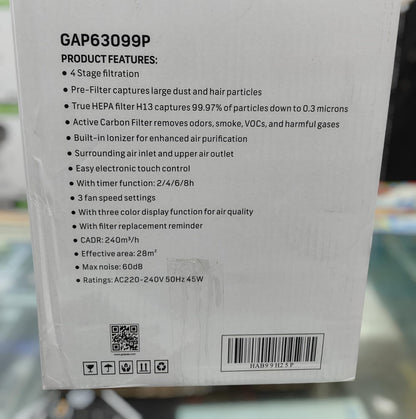 GAP63099P
PRODUCT FEATURES:
• 4 Stage filtration
• Pre-Filter captures large dust and hair particles
• True HEPA filter H13 captures 99.97% of particles down to 0.3 microns
• Active Carbon Filter removes odors, smoke, VOCs, and harmful gases
• Built-in Ionizer for enhanced air purification
• Surrounding air inlet and upper air outlet
• Easy electronic touch control
• With timer function: 2/4/6/8h
• 3 fan speed settings
• With three color display function for air quality
• With filter replacement reminder
• CADR: 240m³/h
• Effective area: 28m²
• Max noise: 60dB
• Ratings: AC220-240V 50Hz 45W
HAB99H25P